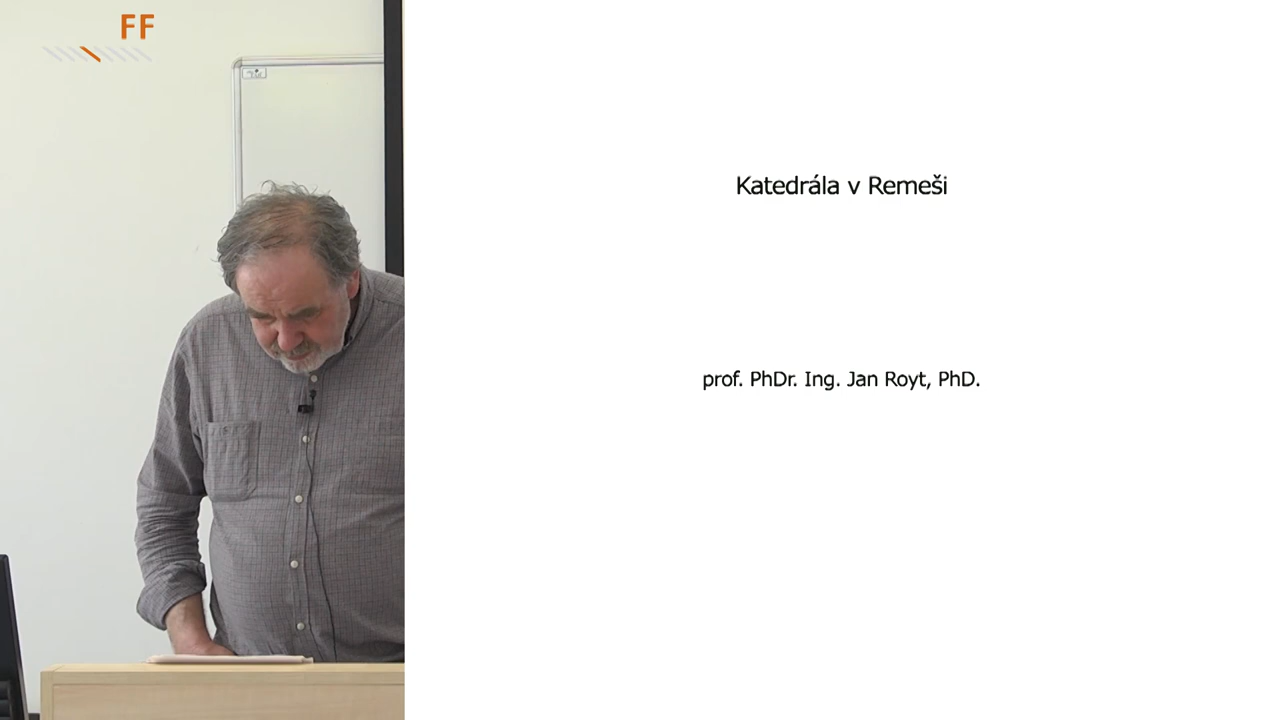 FF
Katedrála v Remeši
prof. PhDr. Ing. Jan Royt, PhD.